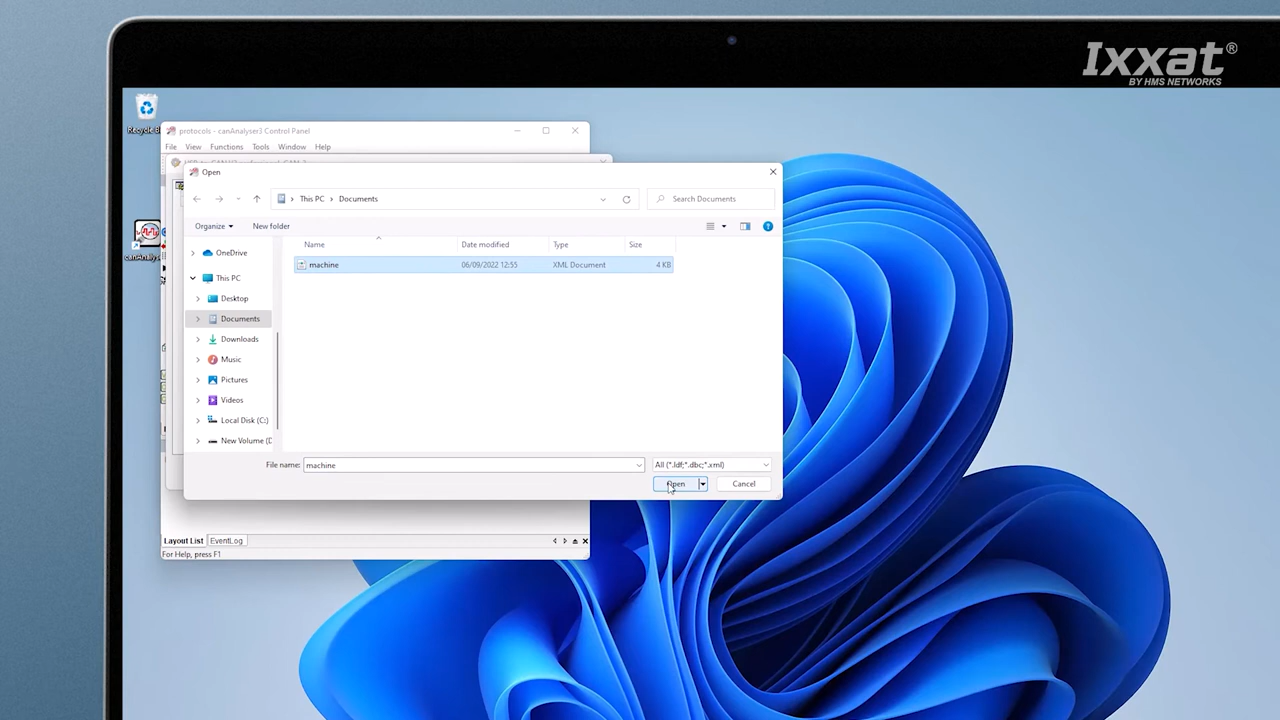 Ixxat®
BY HMS NETWORKS
protocols - canAnalyser3 Control Panel
File View Functions Tools Window Help
Open
This PC > Documents
Search Documents
Organize New folder
Name Date modified Type Size
machine 06/09/2022 12:55 XML Document 4 KB
OneDrive
This PC
Desktop
Documents
Downloads
Music
Pictures
Videos
Local Disk (C:)
New Volume (D
File name: machine All (*.ldf;*.dbc;*.xml)
Open Cancel
Layout List EventLog
For Help, press F1
Recycle B
canAnalyse